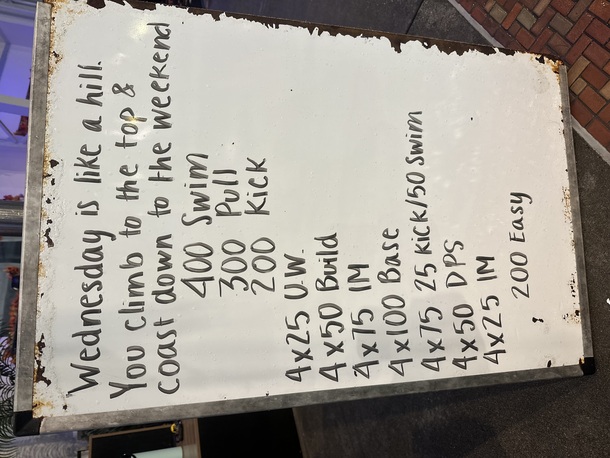 Wednesday is like a hill.
You climb to the top &
coast down to the weekend
400 Swim
300 Pull
200 Kick
4x25 U.W.
4x50 Build
4x75 IM
4x100 Base
4x75 25 Kick/50 Swim
4x50 DPS
4x25 IM
200 Easy